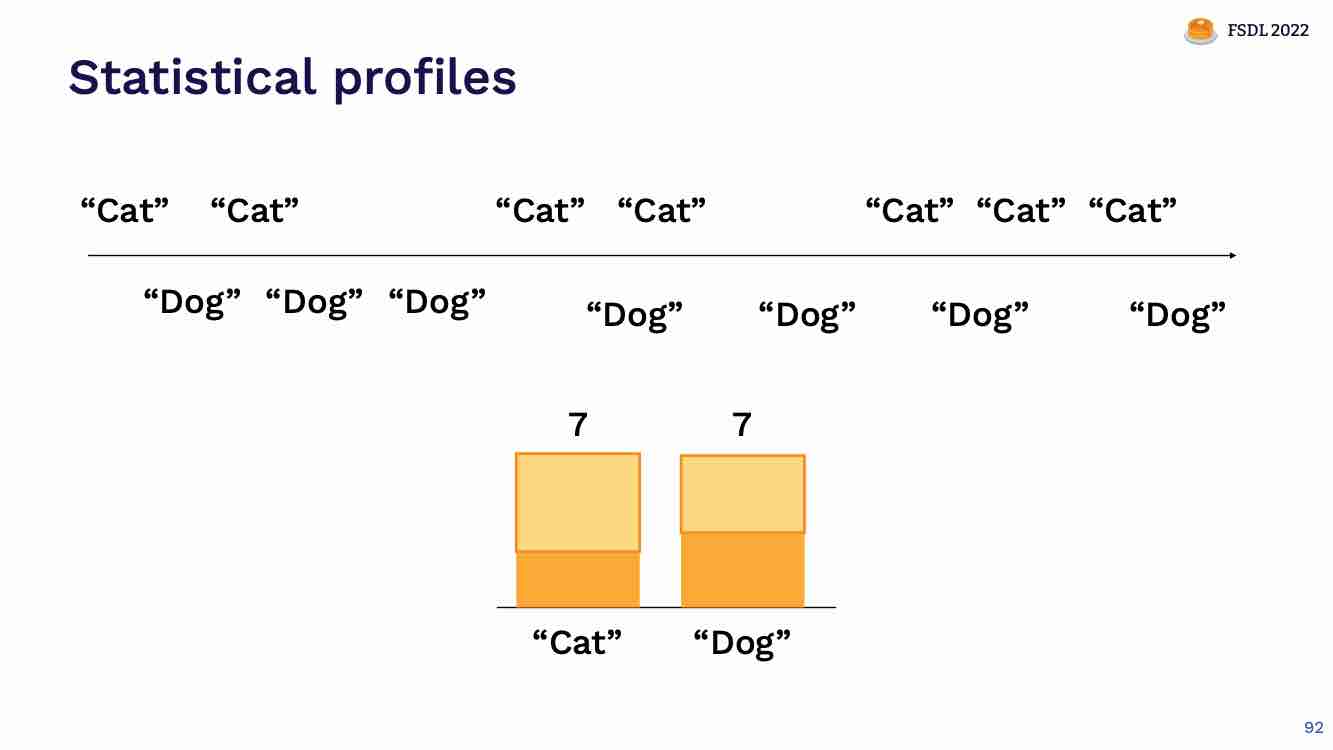 FSDL 2022
Statistical profiles
“Cat” “Cat” “Cat” “Cat” “Cat” “Cat” “Cat”
“Dog” “Dog” “Dog” “Dog” “Dog” “Dog” “Dog”
7 7
“Cat” “Dog”
92